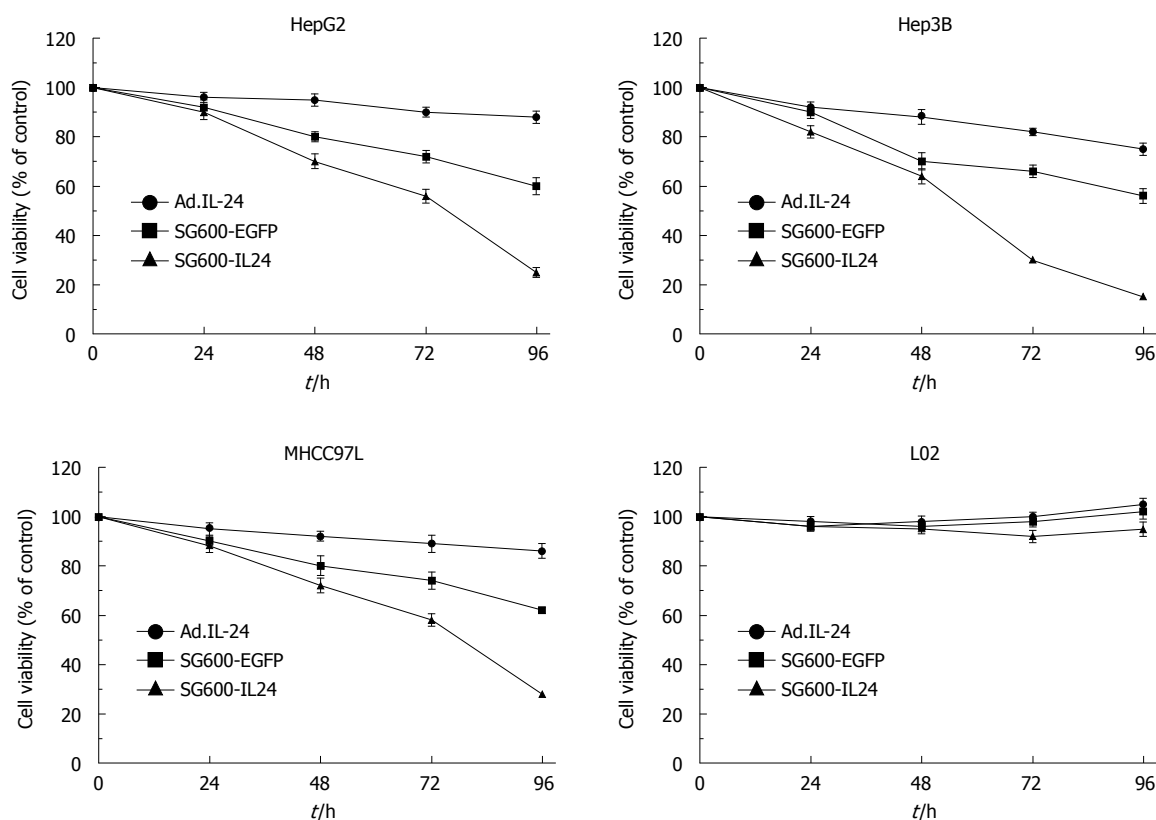 HepG2
Cell viability (% of control)
120
100
80
60
40
20
0
Ad.IL-24
SG600-EGFP
SG600-IL24
0 24 48 72 96
t/h
Hep3B
Cell viability (% of control)
120
100
80
60
40
20
0
Ad.IL-24
SG600-EGFP
SG600-IL24
0 24 48 72 96
t/h
MHCC97L
Cell viability (% of control)
120
100
80
60
40
20
0
Ad.IL-24
SG600-EGFP
SG600-IL24
0 24 48 72 96
t/h
L02
Cell viability (% of control)
120
100
80
60
40
20
0
Ad.IL-24
SG600-EGFP
SG600-IL24
0 24 48 72 96
t/h